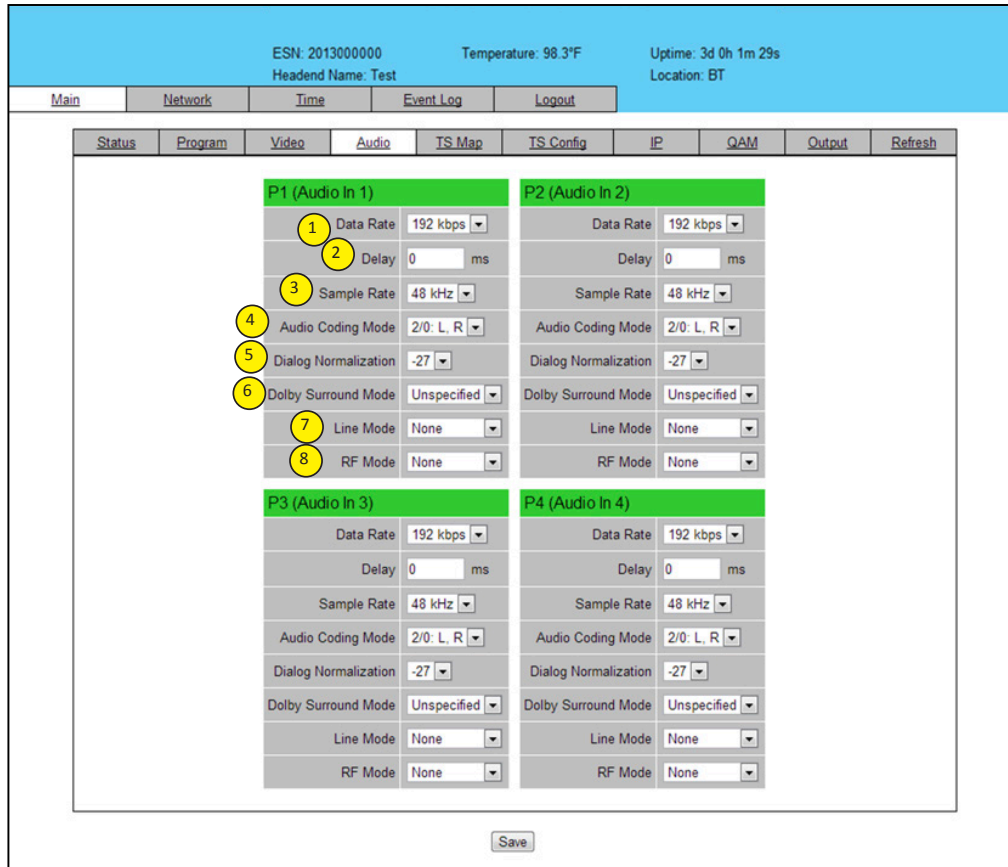 ESN: 2013000000 Temperature: 98.3°F Uptime: 3d 0h 1m 29s
Headend Name: Test Location: BT
Main Network Time Event Log Logout
Status Program Video Audio TS Map TS Config IP QAM Output Refresh
P1 (Audio In 1) P2 (Audio In 2)
1 Data Rate 192 kbps Data Rate 192 kbps
2 Delay 0 ms Delay 0 ms
3 Sample Rate 48 kHz Sample Rate 48 kHz
4 Audio Coding Mode 2/0: L, R Audio Coding Mode 2/0: L, R
5 Dialog Normalization -27 Dialog Normalization -27
6 Dolby Surround Mode Unspecified Dolby Surround Mode Unspecified
7 Line Mode None Line Mode None
8 RF Mode None RF Mode None
P3 (Audio In 3) P4 (Audio In 4)
Data Rate 192 kbps Data Rate 192 kbps
Delay 0 ms Delay 0 ms
Sample Rate 48 kHz Sample Rate 48 kHz
Audio Coding Mode 2/0: L, R Audio Coding Mode 2/0: L, R
Dialog Normalization -27 Dialog Normalization -27
Dolby Surround Mode Unspecified Dolby Surround Mode Unspecified
Line Mode None Line Mode None
RF Mode None RF Mode None
Save